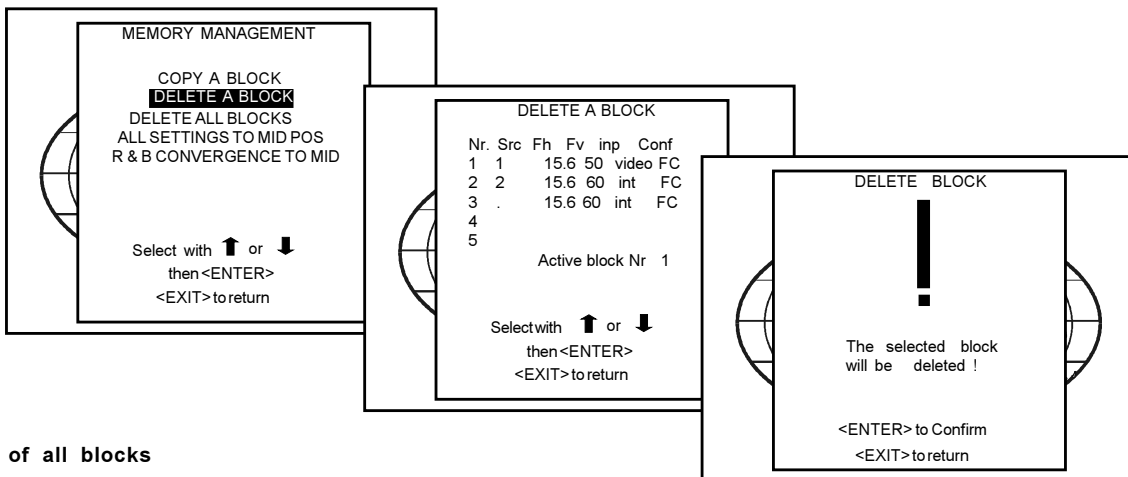 MEMORY MANAGEMENT
COPY A BLOCK
DELETE A BLOCK
DELETE ALL BLOCKS
ALL SETTINGS TO MID POS
R & B CONVERGENCE TO MID
Select with ⬆ or ⬇
then <ENTER>
<EXIT> to return
DELETE A BLOCK
Nr. Src Fh Fv inp Conf
1 1 15.6 50 video FC
2 2 15.6 60 int FC
3 . 15.6 60 int FC
4
5
Active block Nr 1
Select with ⬆ or ⬇
then <ENTER>
<EXIT> to return
DELETE BLOCK
!
The selected block
will be deleted !
<ENTER> to Confirm
<EXIT> to return
of all blocks